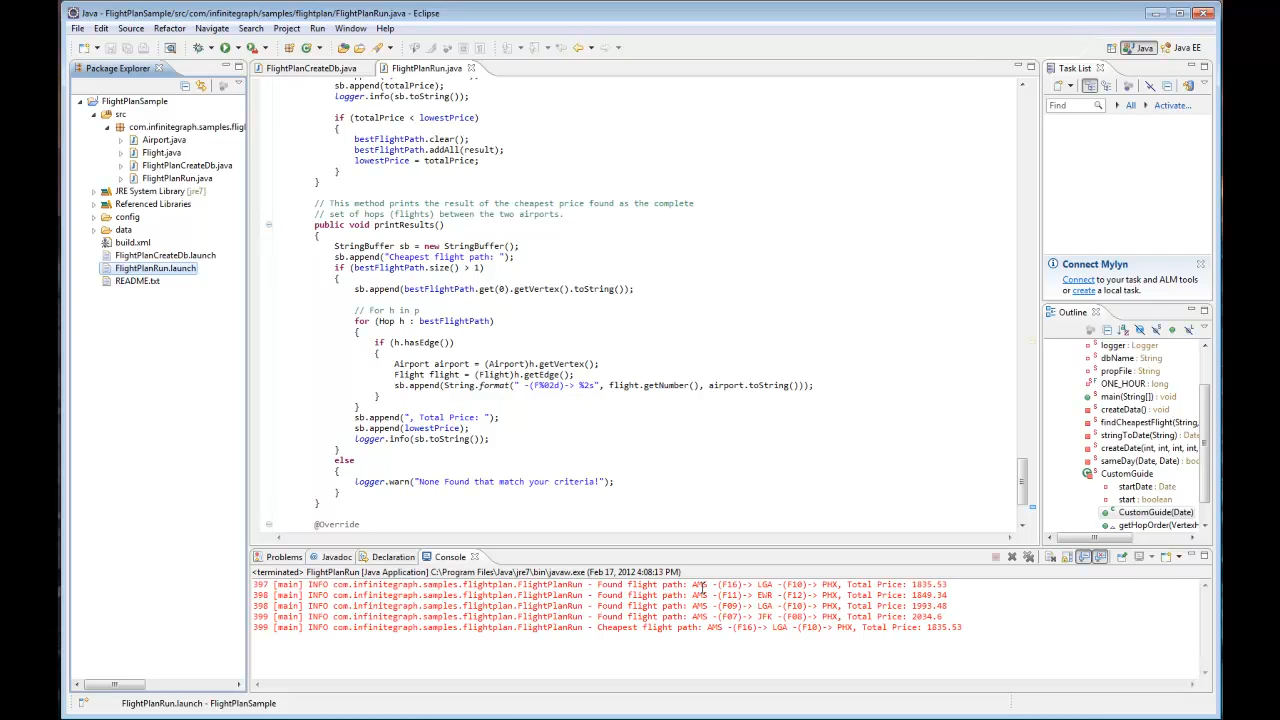 Java - FlightPlanSample/src/com/infinitegraph/samples/flightplan/FlightPlanRun.java - Eclipse
File Edit Source Refactor Navigate Search Project Run Window Help
Java Java EE
Package Explorer
FlightPlanSample
src
com.infinitegraph.samples.fligh
Airport.java
Flight.java
FlightPlanCreateDb.java
FlightPlanRun.java
JRE System Library [jre7]
Referenced Libraries
config
data
build.xml
FlightPlanCreateDb.launch
FlightPlanRun.launch
README.txt
FlightPlanCreateDb.java FlightPlanRun.java
sb.append(totalPrice);
logger.info(sb.toString());
if (totalPrice < lowestPrice)
{
bestFlightPath.clear();
bestFlightPath.addAll(result);
lowestPrice = totalPrice;
}
}
// This method prints the result of the cheapest price found as the complete
// set of hops (flights) between the two airports.
public void printResults()
{
StringBuffer sb = new StringBuffer();
sb.append("Cheapest flight path: ");
if (bestFlightPath.size() > 1)
{
sb.append(bestFlightPath.get(0).getVertex().toString());
// For h in p
for (Hop h : bestFlightPath)
{
if (h.hasEdge())
{
Airport airport = (Airport)h.getVertex();
Flight flight = (Flight)h.getEdge();
sb.append(String.format(" -(F%02d)-> %2s", flight.getNumber(), airport.toString()));
}
}
sb.append(", Total Price: ");
sb.append(lowestPrice);
logger.info(sb.toString());
}
else
{
logger.warn("None Found that match your criteria!");
}
}
@Override
Task List
Find All Activate...
Connect Mylyn
Connect to your task and ALM tools
or create a local task.
Outline
logger : Logger
dbName : String
propFile : String
ONE_HOUR : long
main(String[]) : void
createData() : void
findCheapestFlight(String,
stringToDate(String) : Date
createDate(int, int, int, int,
sameDay(Date, Date) : boo
CustomGuide
startDate : Date
start : boolean
CustomGuide(Date)
getHopOrder(Vertex
Problems Javadoc Declaration Console
<terminated> FlightPlanRun [Java Application] C:\Program Files\Java\jre7\bin\javaw.exe (Feb 17, 2012 4:08:13 PM)
397 [main] INFO com.infinitegraph.samples.flightplan.FlightPlanRun - Found flight path: AMS -(F16)-> LGA -(F10)-> PHX, Total Price: 1835.53
398 [main] INFO com.infinitegraph.samples.flightplan.FlightPlanRun - Found flight path: AMS -(F11)-> EWR -(F12)-> PHX, Total Price: 1849.34
398 [main] INFO com.infinitegraph.samples.flightplan.FlightPlanRun - Found flight path: AMS -(F09)-> LGA -(F10)-> PHX, Total Price: 1993.48
399 [main] INFO com.infinitegraph.samples.flightplan.FlightPlanRun - Found flight path: AMS -(F07)-> JFK -(F08)-> PHX, Total Price: 2034.6
399 [main] INFO com.infinitegraph.samples.flightplan.FlightPlanRun - Cheapest flight path: AMS -(F16)-> LGA -(F10)-> PHX, Total Price: 1835.53
FlightPlanRun.launch - FlightPlanSample